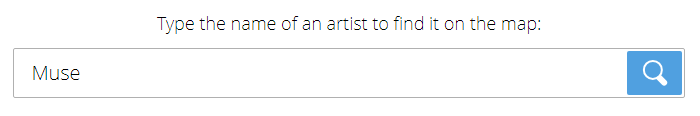 Type the name of an artist to find it on the map:
Muse